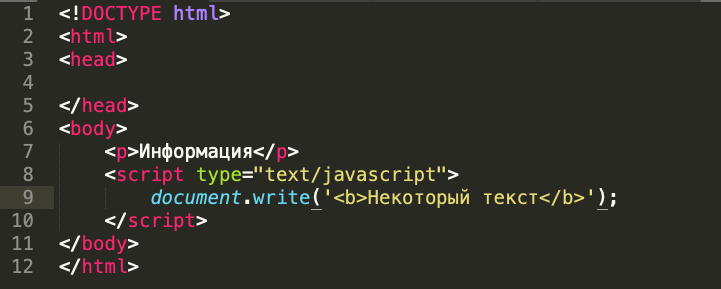 1 <!DOCTYPE html>
2 <html>
3 <head>
4
5 </head>
6 <body>
7 <p>Информация</p>
8 <script type="text/javascript">
9 document.write('<b>Некоторый текст</b>');
10 </script>
11 </body>
12 </html>